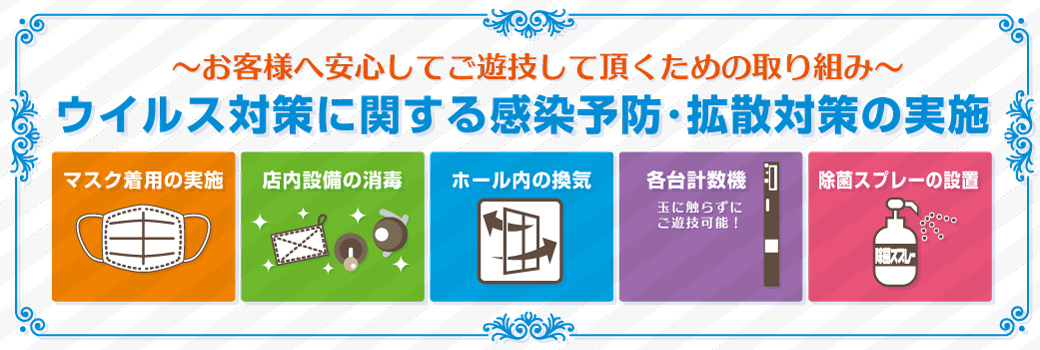 ～お客様へ安心してご遊技して頂くための取り組み～
ウイルス対策に関する感染予防・拡散対策の実施
マスク着用の実施
店内設備の消毒
ホール内の換気
各台計数機
玉に触らずに
ご遊技可能！
除菌スプレーの設置
除菌スプレー